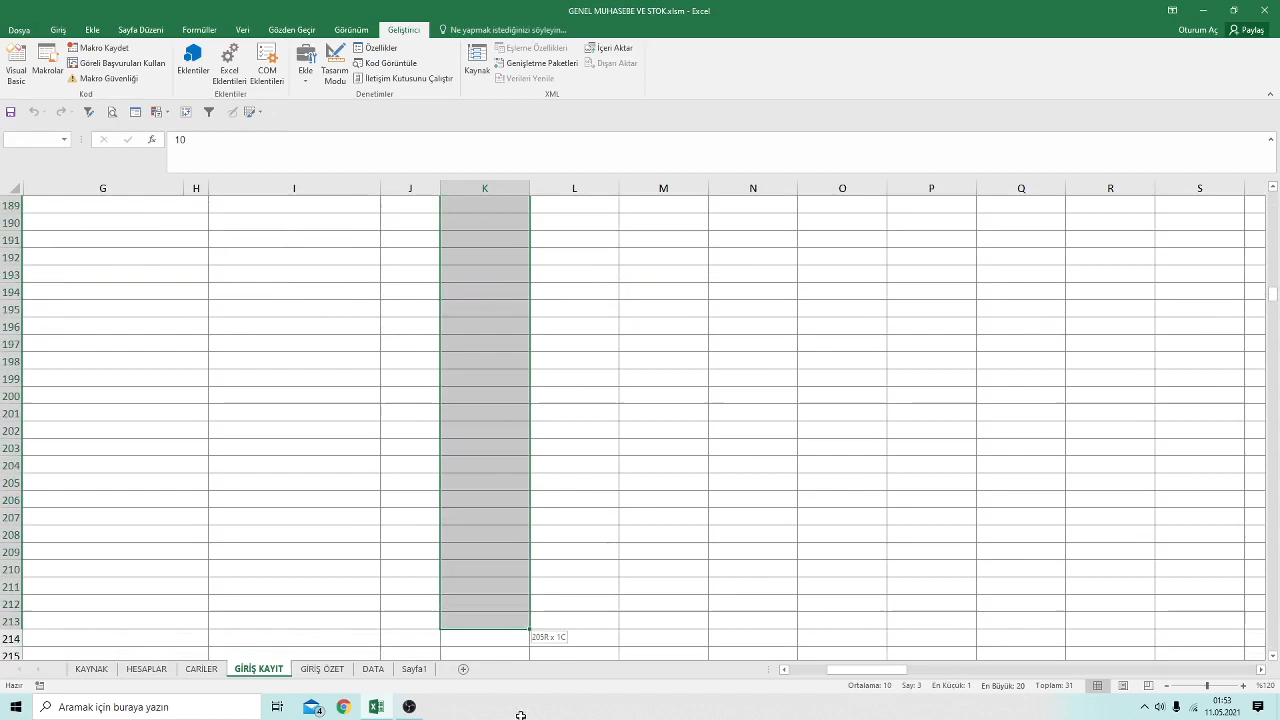 GENEL MUHASEBE VE STOK.xlsm - Excel
Dosya Giriş Ekle Sayfa Düzeni Formüller Veri Gözden Geçir Görünüm Geliştirici Ne yapmak istediğinizi söyleyin... Oturum Aç Paylaş
Visual Basic
Makrolar
Makro Kaydet
Göreli Başvuruları Kullan
Makro Güvenliği
Kod
Eklentiler
Excel Eklentileri
COM Eklentileri
Eklentiler
Ekle
Tasarım Modu
Özellikler
Kod Görüntüle
İletişim Kutusunu Çalıştır
Denetimler
Kaynak
Eşleme Özellikleri
Genişletme Paketleri
Verileri Yenile
İçeri Aktar
Dışarı Aktar
XML
fx 10
G H I J K L M N O P Q R S
189
190
191
192
193
194
195
196
197
198
199
200
201
202
203
204
205
206
207
208
209
210
211
212
213
205R x 1C
214
215
KAYNAK HESAPLAR CARİLER GİRİŞ KAYIT GİRİŞ ÖZET DATA Sayfa1
Hazır Ortalama: 10 Say: 3 En Küçük: 1 En Büyük: 20 Toplam: 31 %120
Aramak için buraya yazın 4 01:53
11.05.2021